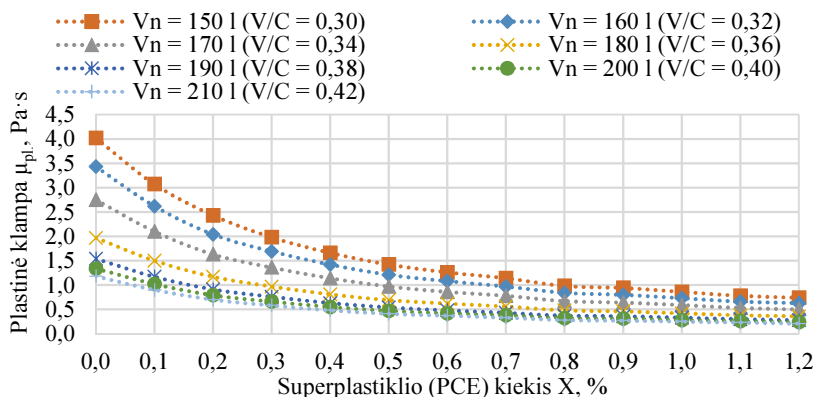 Vn = 150 l (V/C = 0,30)
Vn = 160 l (V/C = 0,32)
Vn = 170 l (V/C = 0,34)
Vn = 180 l (V/C = 0,36)
Vn = 190 l (V/C = 0,38)
Vn = 200 l (V/C = 0,40)
Vn = 210 l (V/C = 0,42)
Plastinė klampa μpl., Pa·s
4,5
4,0
3,5
3,0
2,5
2,0
1,5
1,0
0,5
0,0
0,0 0,1 0,2 0,3 0,4 0,5 0,6 0,7 0,8 0,9 1,0 1,1 1,2
Superplastiklio (PCE) kiekis X, %